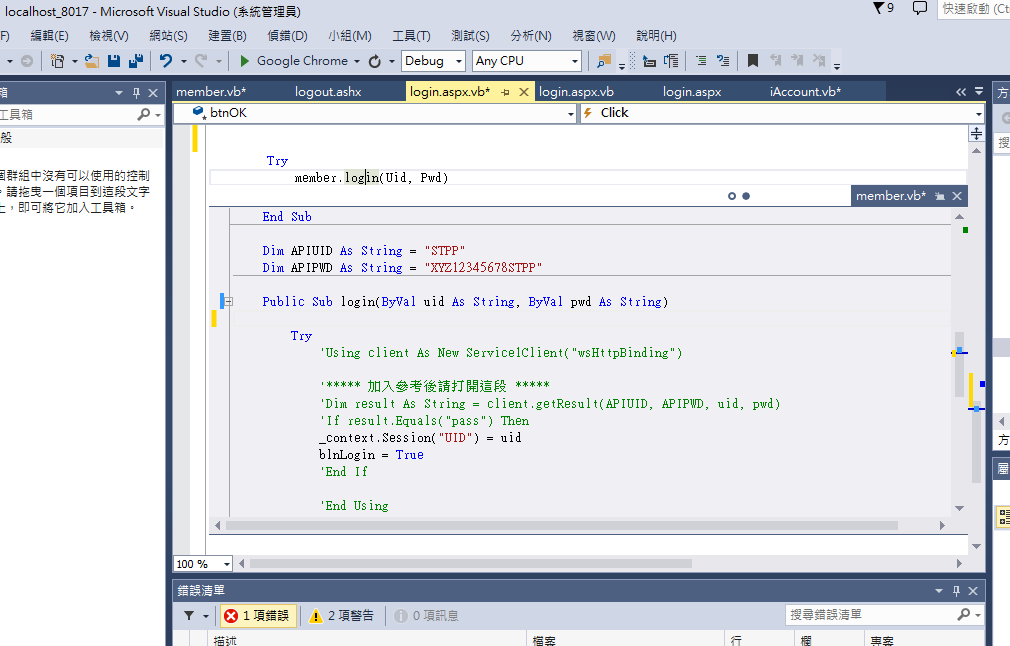 localhost_8017 - Microsoft Visual Studio (系統管理員)
9
快速啟動 (Ct
F) 編輯(E) 檢視(V) 網站(S) 建置(B) 偵錯(D) 小組(M) 工具(T) 測試(S) 分析(N) 視窗(W) 說明(H)
Google Chrome Debug Any CPU
箱
member.vb* logout.ashx login.aspx.vb* login.aspx.vb login.aspx iAccount.vb*
方
工具箱
btnOK Click
般
搜
個群組中沒有可以使用的控制
。請拖曳一個項目到這段文字
上，即可將它加入工具箱。
Try
member.login(Uid, Pwd)
member.vb*
End Sub
Dim APIUID As String = "STPP"
Dim APIPWD As String = "XYZ12345678STPP"
Public Sub login(ByVal uid As String, ByVal pwd As String)
Try
'Using client As New Service1Client("wsHttpBinding")
'***** 加入參考後請打開這段 *****
'Dim result As String = client.getResult(APIUID, APIPWD, uid, pwd)
'If result.Equals("pass") Then
_context.Session("UID") = uid
blnLogin = True
'End If
'End Using
方
屬
100 %
錯誤清單
1 項錯誤 2 項警告 0 項訊息 搜尋錯誤清單
描述 檔案 行 欄 專案